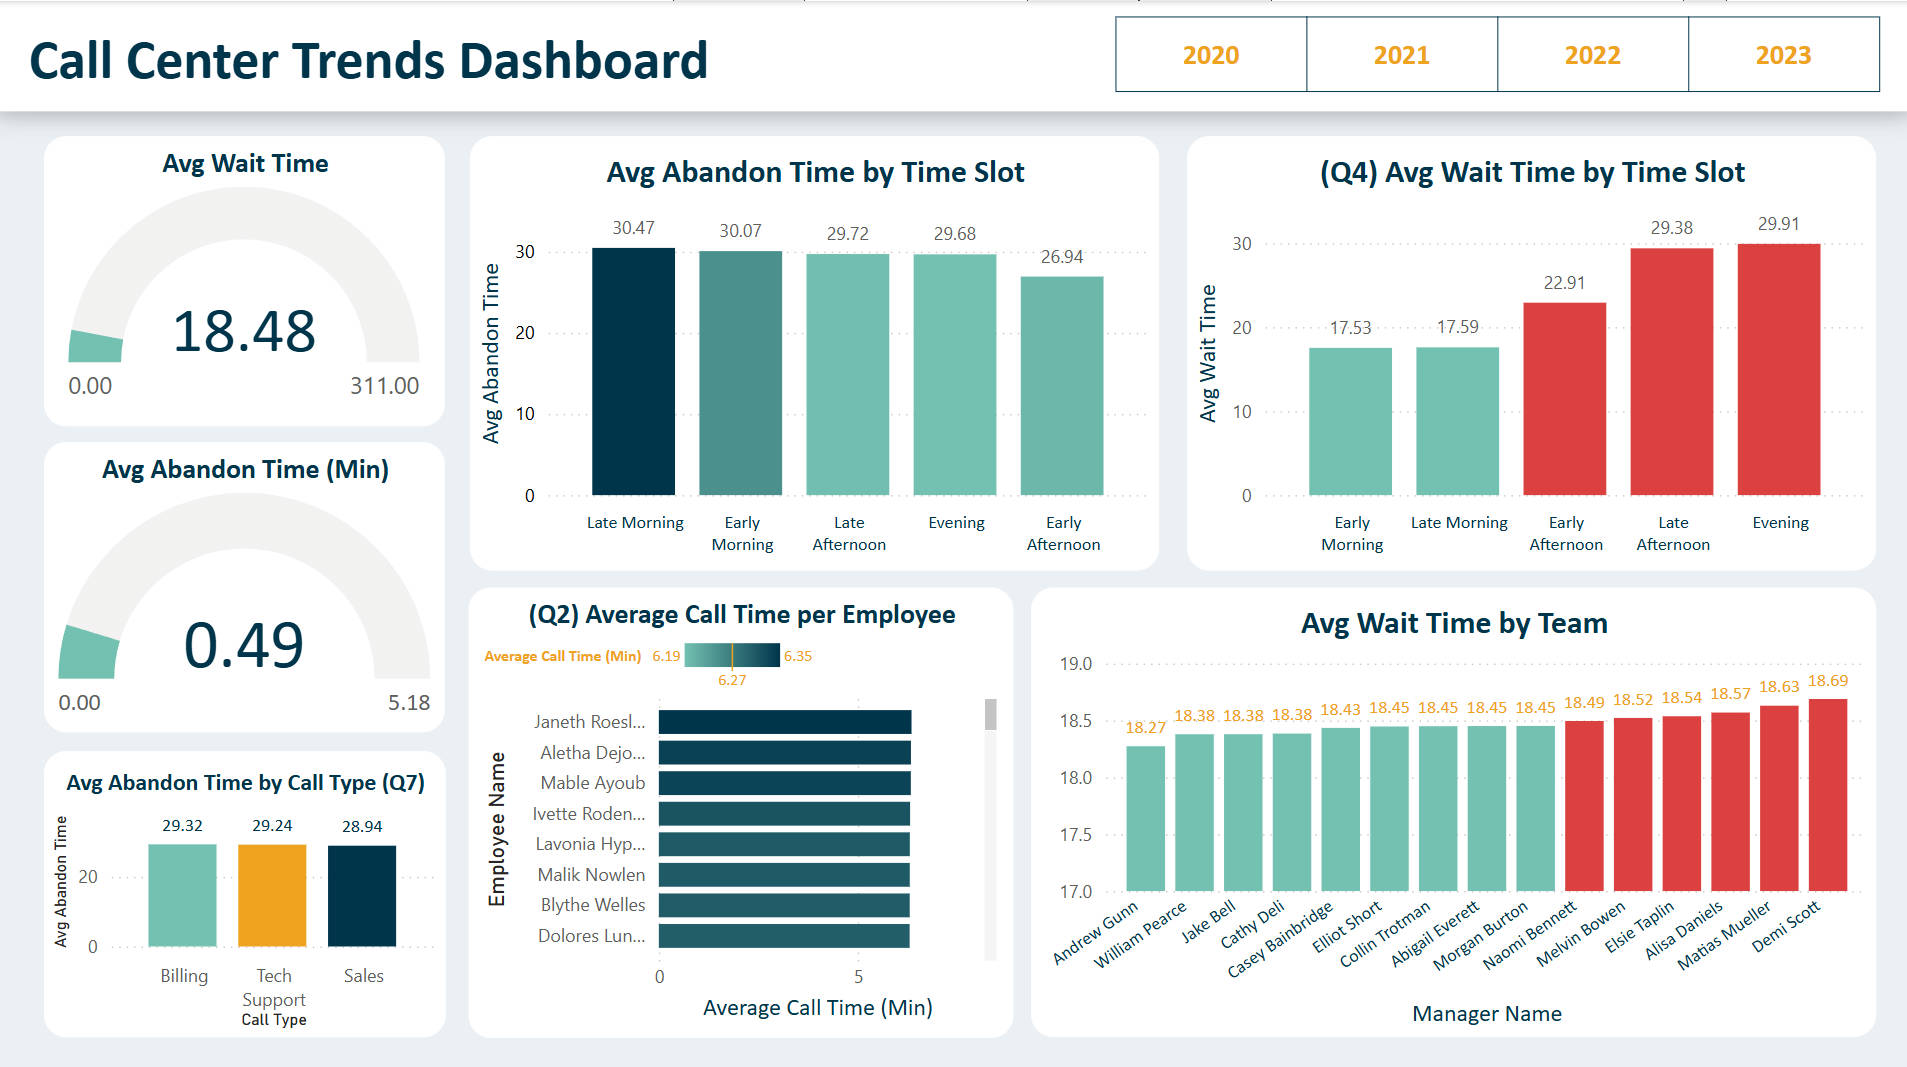 Call Center Trends Dashboard
2020
2021
2022
2023
Avg Wait Time
18.48
0.00
311.00
Avg Abandon Time (Min)
0.49
0.00
5.18
Avg Abandon Time by Call Type (Q7)
Avg Abandon Time
20
0
29.32
29.24
28.94
Billing
Tech
Support
Sales
Call Type
Avg Abandon Time by Time Slot
Avg Abandon Time
30
20
10
0
30.47
30.07
29.72
29.68
26.94
Late Morning
Early
Morning
Late
Afternoon
Evening
Early
Afternoon
(Q4) Avg Wait Time by Time Slot
Avg Wait Time
30
20
10
0
17.53
17.59
22.91
29.38
29.91
Early
Morning
Late Morning
Early
Afternoon
Late
Afternoon
Evening
(Q2) Average Call Time per Employee
Average Call Time (Min)
6.19
6.35
6.27
Employee Name
Janeth Roesl...
Aletha Dejo...
Mable Ayoub
Ivette Roden...
Lavonia Hyp...
Malik Nowlen
Blythe Welles
Dolores Lun...
0
5
Average Call Time (Min)
Avg Wait Time by Team
19.0
18.5
18.0
17.5
17.0
18.27
18.38
18.38
18.38
18.43
18.45
18.45
18.45
18.45
18.49
18.52
18.54
18.57
18.63
18.69
Andrew Gunn
William Pearce
Jake Bell
Cathy Deli
Casey Bainbridge
Elliot Short
Collin Trotman
Abigail Everett
Morgan Burton
Naomi Bennett
Melvin Bowen
Elsie Taplin
Alisa Daniels
Matias Mueller
Demi Scott
Manager Name